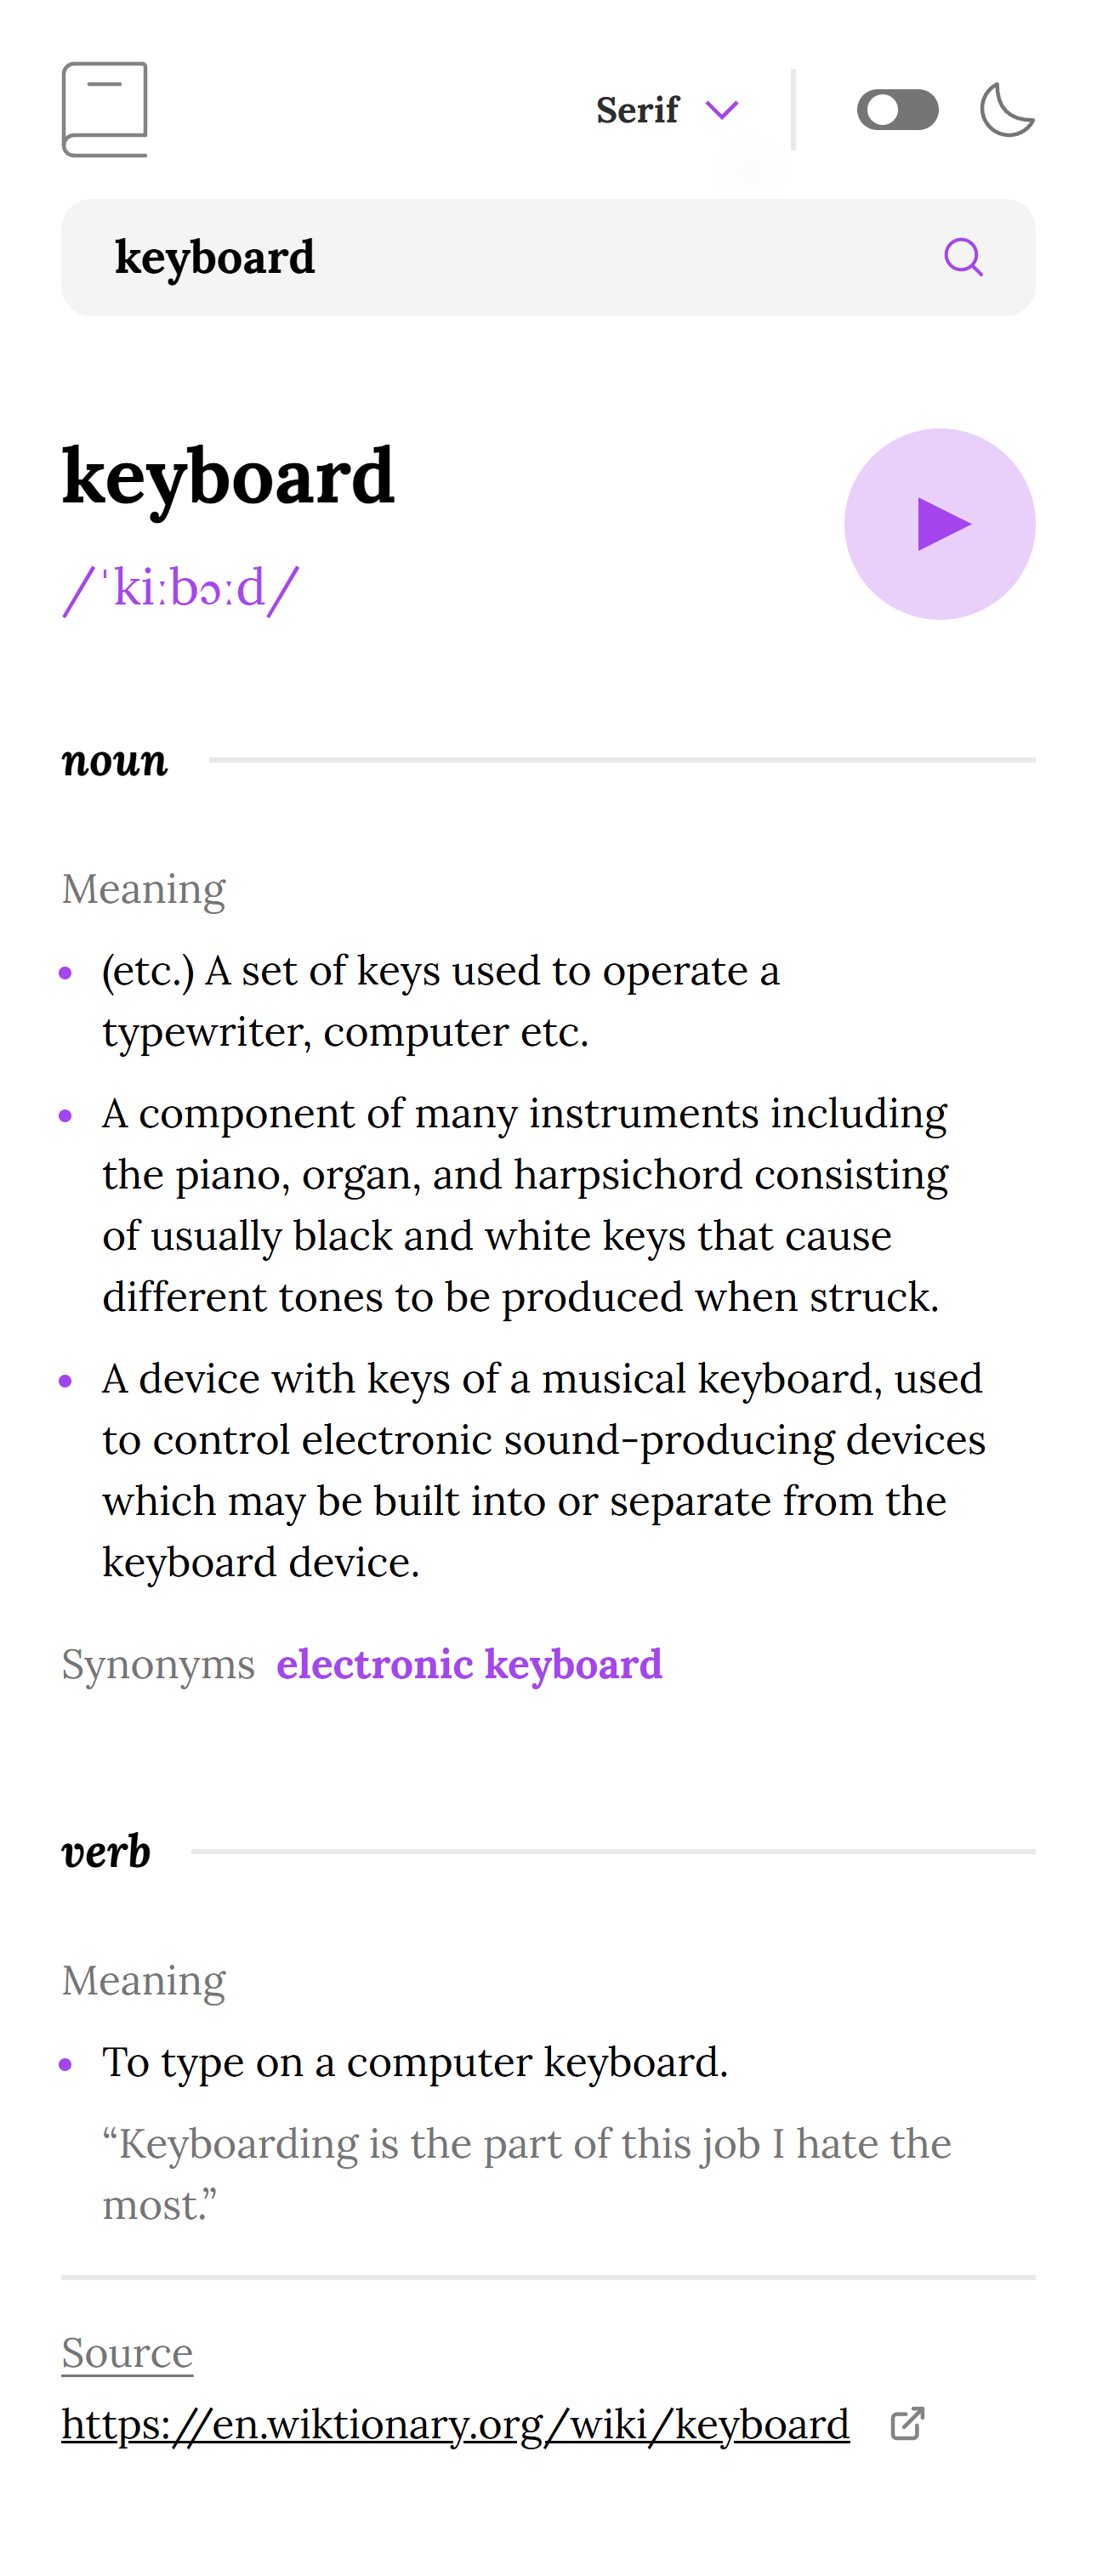 Serif
keyboard
keyboard
/ˈkiːbɔːd/
noun
Meaning
(etc.) A set of keys used to operate a
typewriter, computer etc.
A component of many instruments including
the piano, organ, and harpsichord consisting
of usually black and white keys that cause
different tones to be produced when struck.
A device with keys of a musical keyboard, used
to control electronic sound-producing devices
which may be built into or separate from the
keyboard device.
Synonyms electronic keyboard
verb
Meaning
To type on a computer keyboard.
“Keyboarding is the part of this job I hate the
most.”
Source
https://en.wiktionary.org/wiki/keyboard